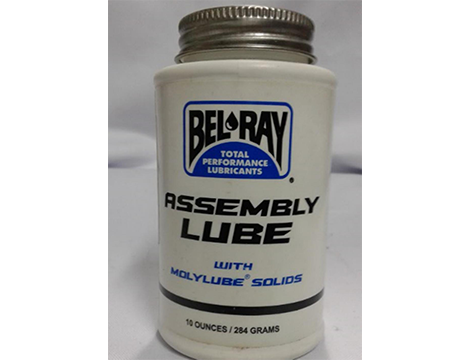 BEL-RAY
TOTAL
PERFORMANCE
LUBRICANTS
®
ASSEMBLY
LUBE
WITH
MOLYLUBE® SOLIDS
10 OUNCES / 284 GRAMS